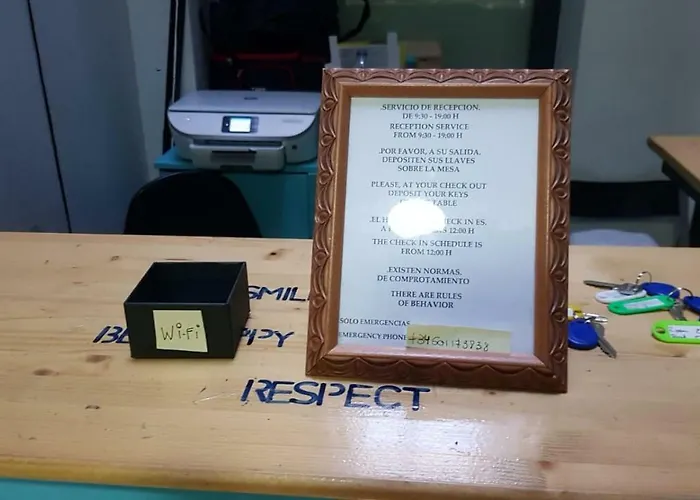 .SERVICIO DE RECEPCION.
DE 9:30 - 19:00 H
RECEPTION SERVICE
FROM 9:30 - 19:00 H
.POR FAVOR, A SU SALIDA.
DEPOSITEN SUS LLAVES
SOBRE LA MESA
PLEASE, AT YOUR CHECK OUT
DEPOSIT YOUR KEYS
TABLE
.EL CHECK IN ES.
12:00 H
THE CHECK IN SCHEDULE IS
FROM 12:00 H
.EXISTEN NORMAS.
DE COMPROTAMIENTO
THERE ARE RULES
OF BEHAVIOR
SOLO EMERGENCIAS
EMERGENCY PHONE
Wi-Fi
SMIL
RESPECT